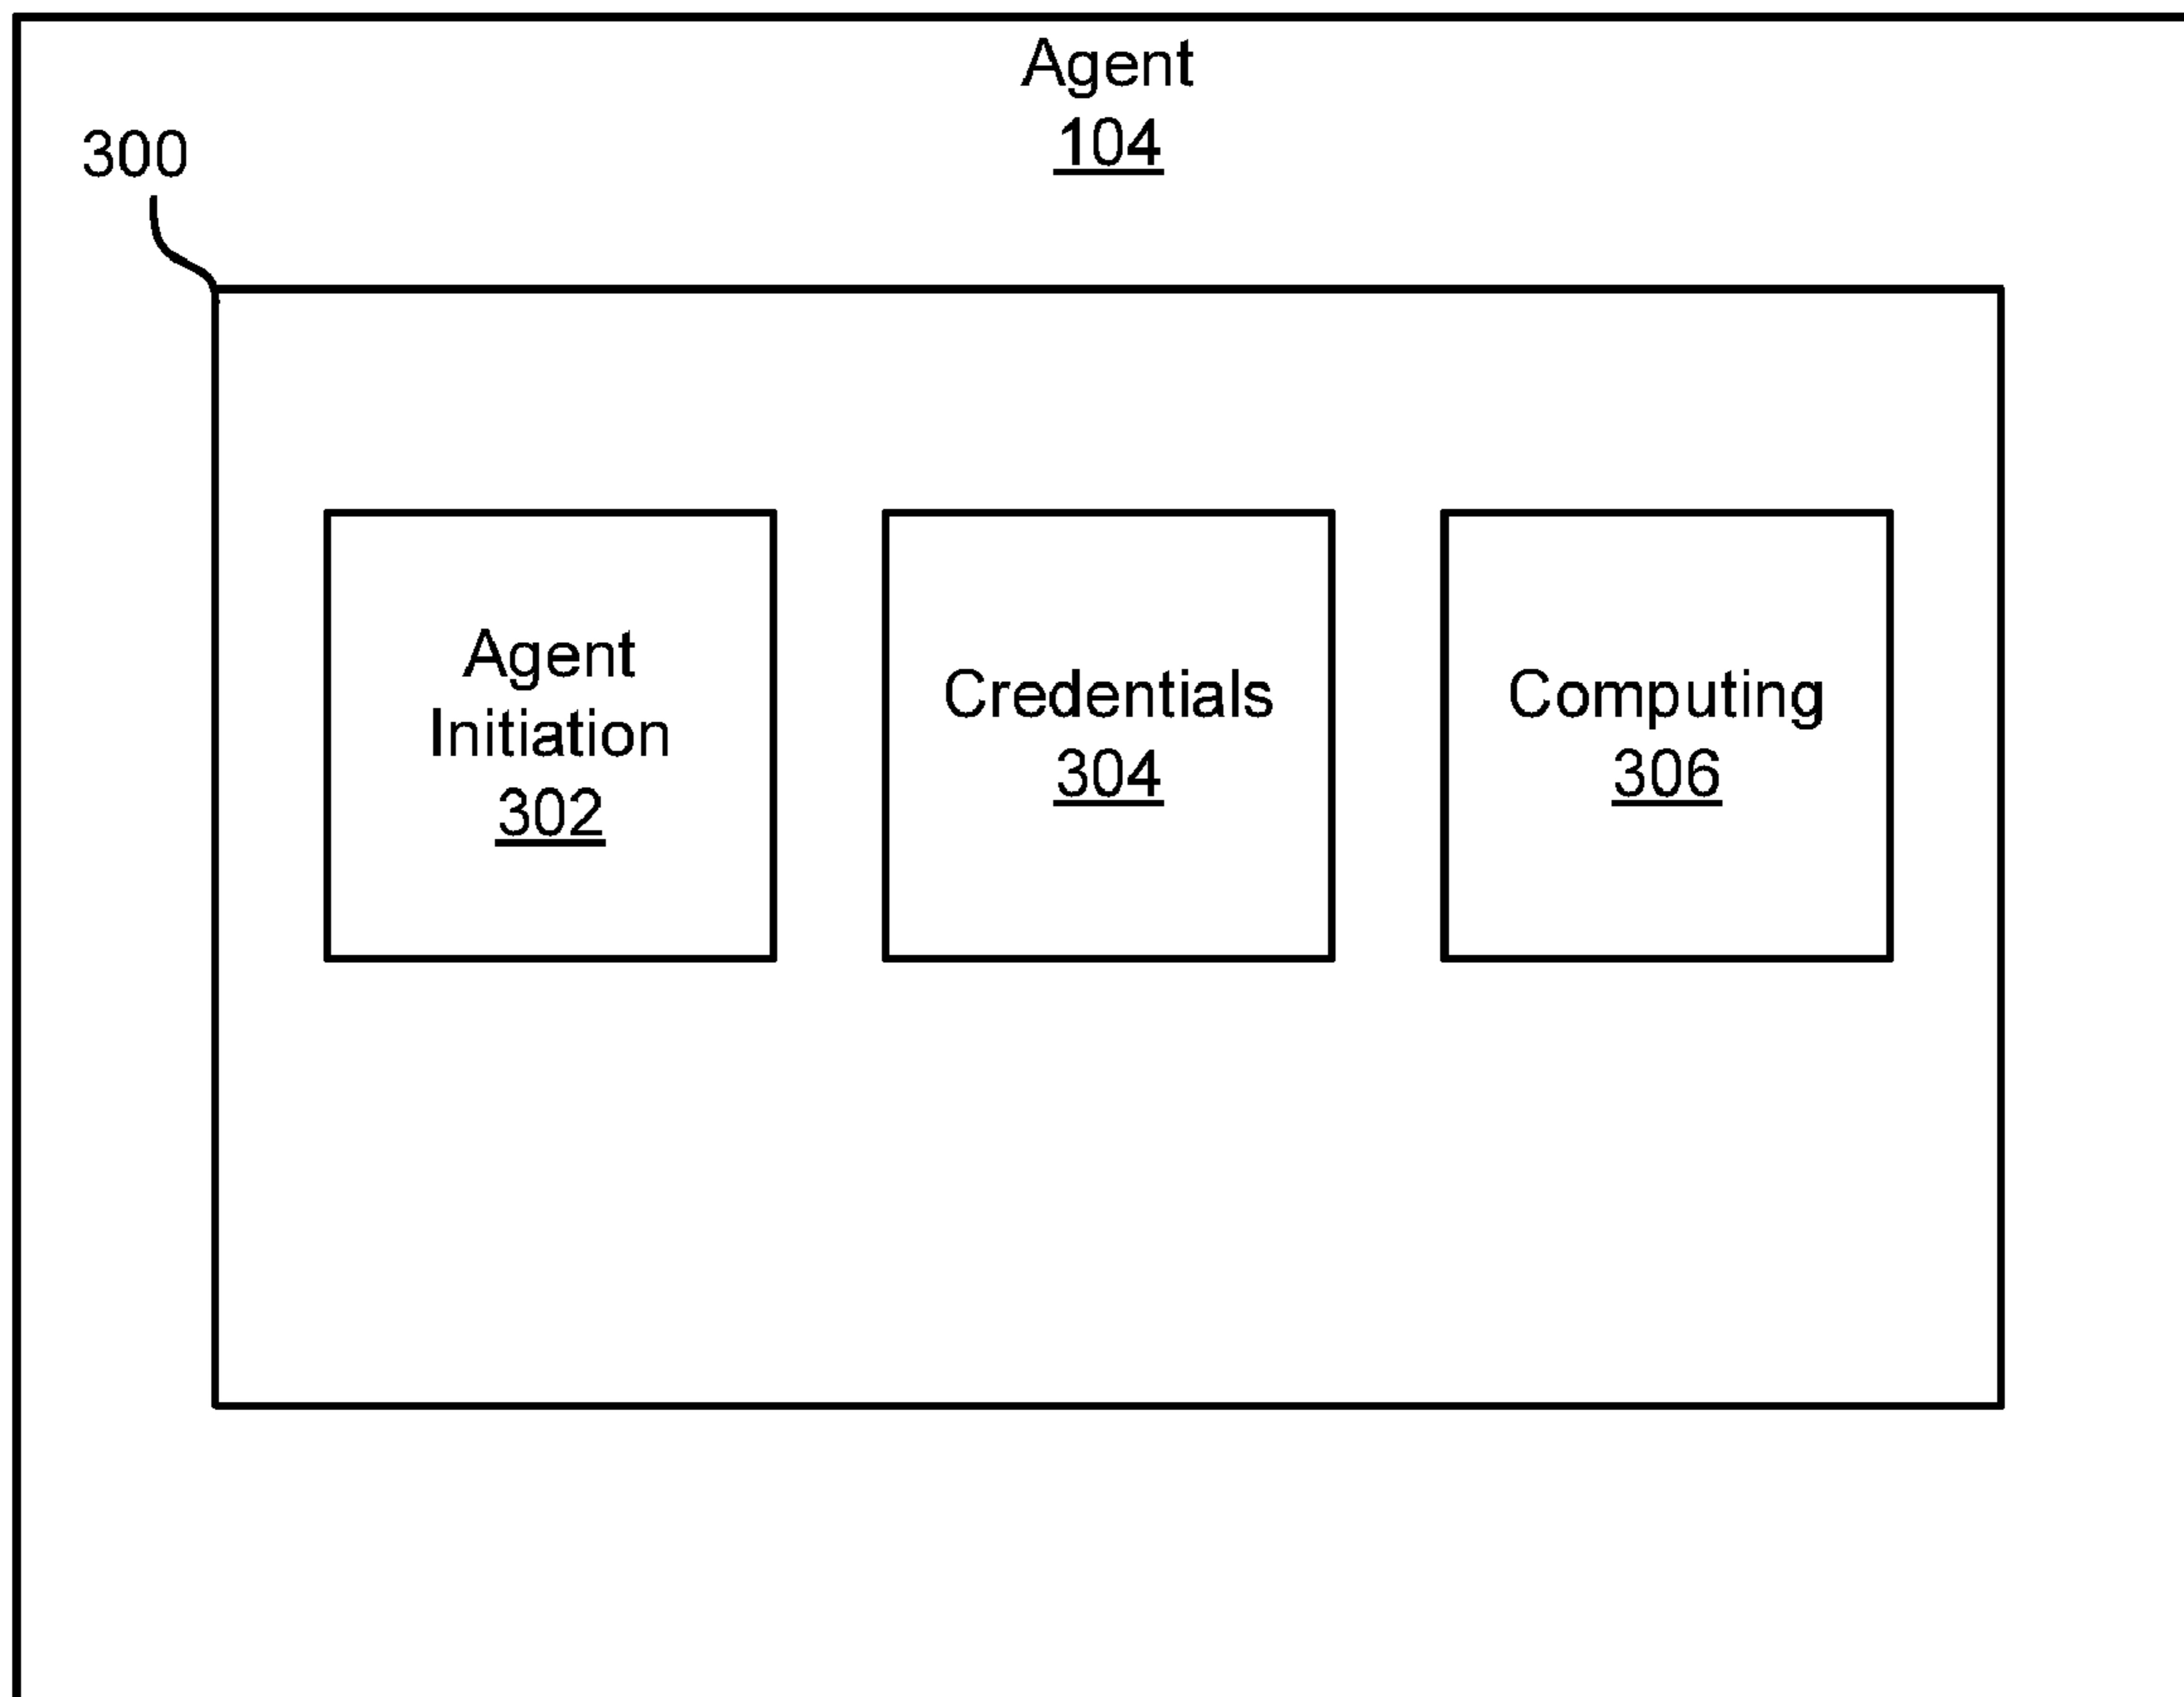 Agent
104
300
Agent
Initiation
302
Credentials
304
Computing
306